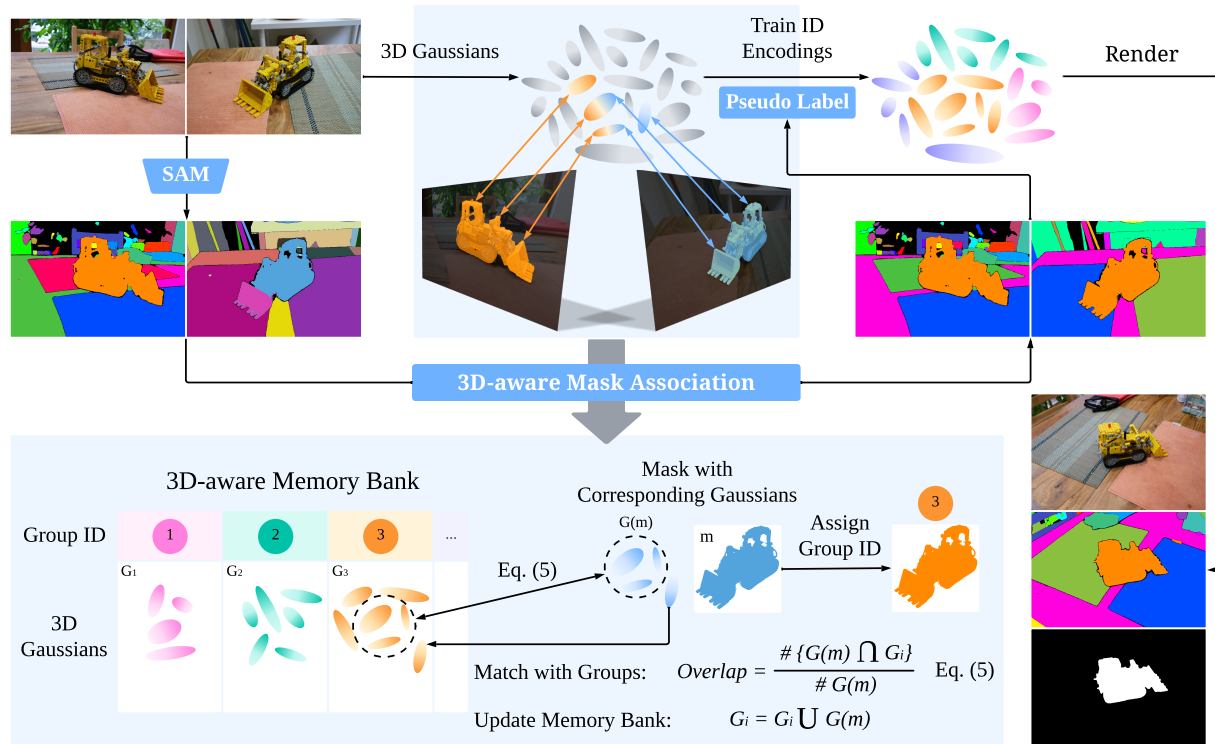 3D Gaussians
Train ID
Encodings
Render
Pseudo Label
SAM
3D-aware Mask Association
3D-aware Memory Bank
Mask with
Corresponding Gaussians
Group ID
1
2
3
...
G(m)
m
Assign
Group ID
3
G1
G2
G3
Eq. (5)
3D
Gaussians
Match with Groups:
Overlap = # {G(m) ⋂ Gi} / # G(m)
Eq. (5)
Update Memory Bank:
Gi = Gi ⋃ G(m)